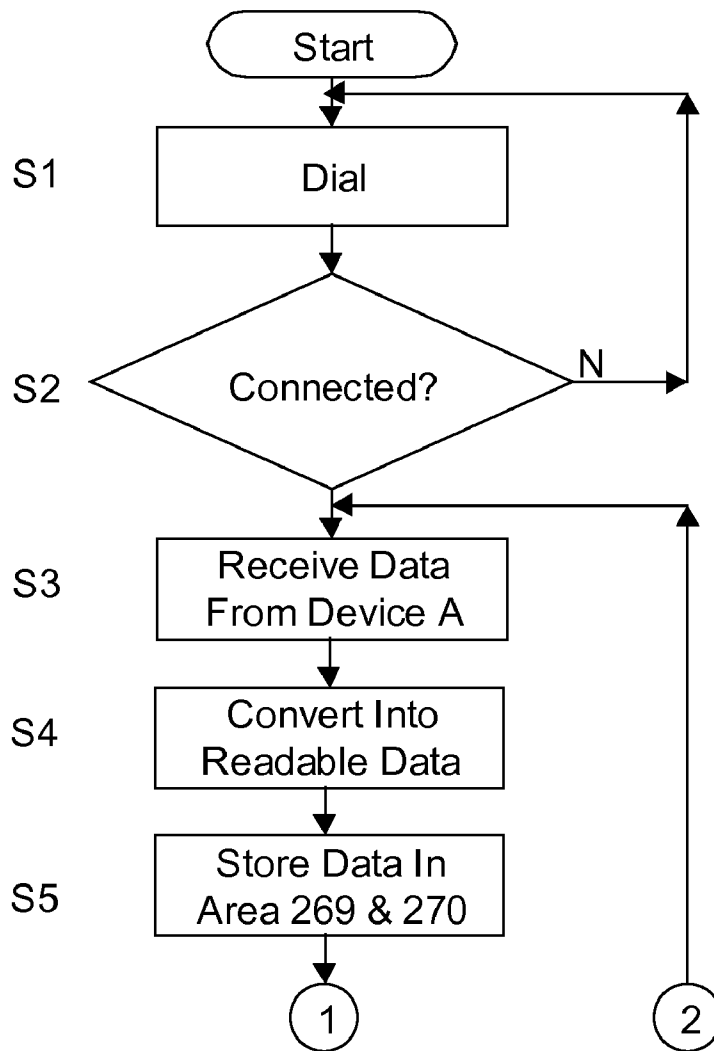 Start
S1
Dial
S2
Connected?
N
S3
Receive Data
From Device A
S4
Convert Into
Readable Data
S5
Store Data In
Area 269 & 270
1
2